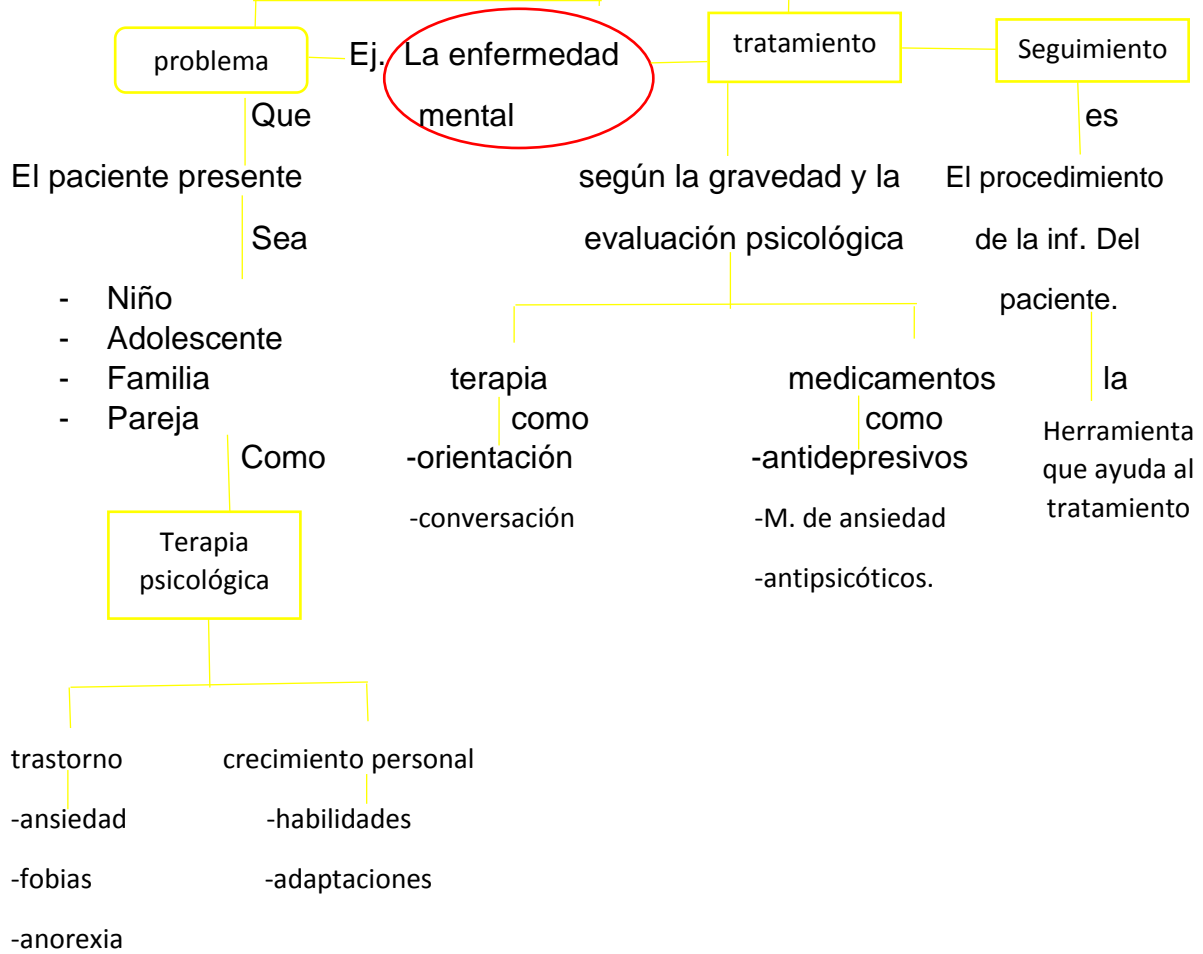 problema
Ej. La enfermedad
mental
tratamiento
Seguimiento
Que
El paciente presente
Sea
- Niño
- Adolescente
- Familia
- Pareja
Como
Terapia
psicológica
trastorno
-ansiedad
-fobias
-anorexia
crecimiento personal
-habilidades
-adaptaciones
según la gravedad y la
evaluación psicológica
terapia
como
-orientación
-conversación
medicamentos
como
-antidepresivos
-M. de ansiedad
-antipsicóticos.
es
El procedimiento
de la inf. Del
paciente.
la
Herramienta
que ayuda al
tratamiento